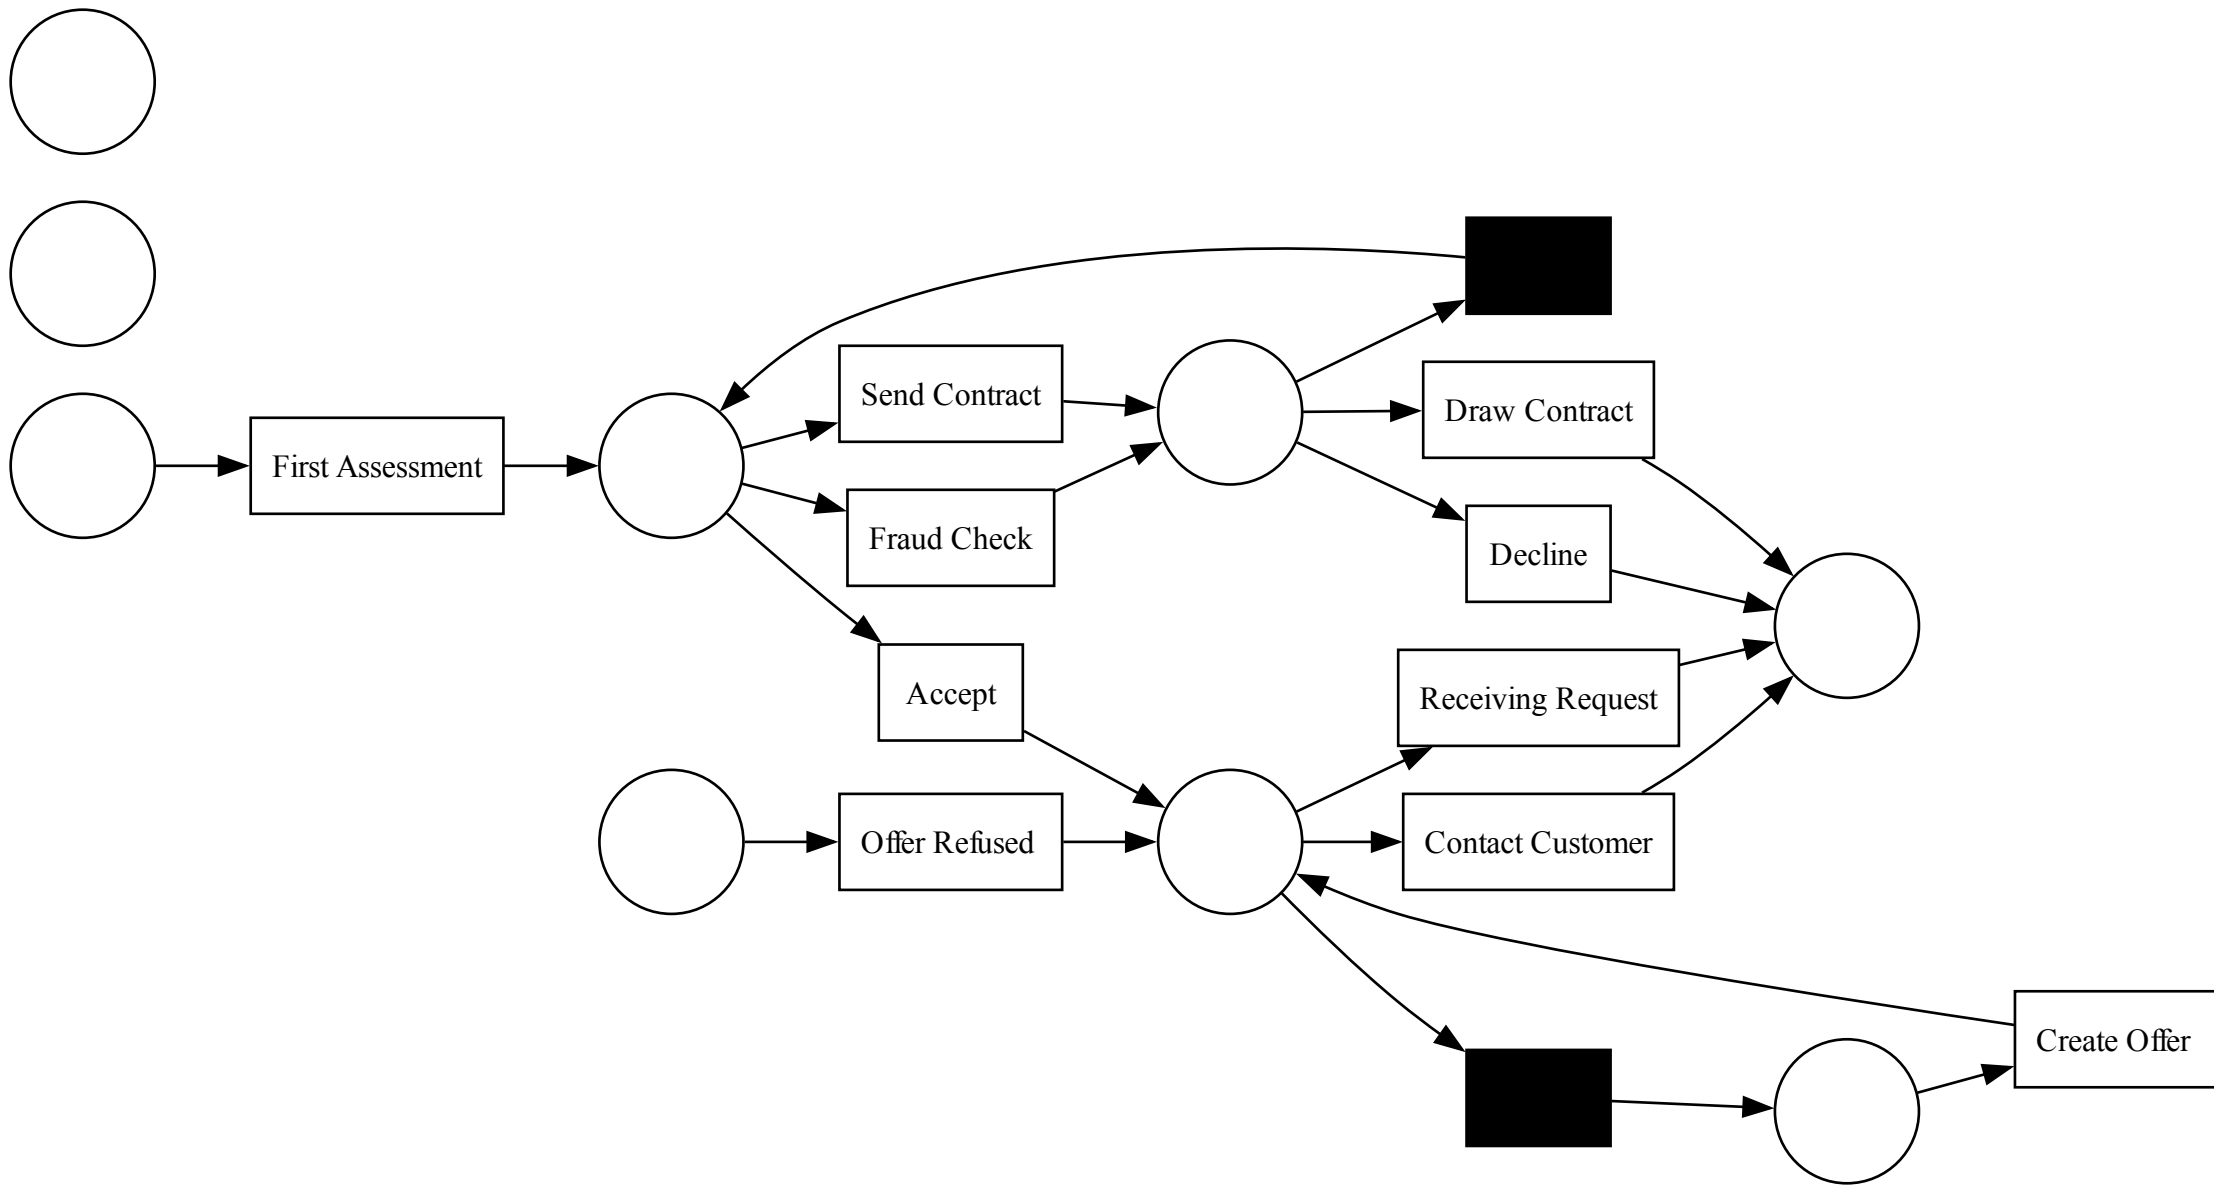 First Assessment
Send Contract
Fraud Check
Accept
Offer Refused
Draw Contract
Decline
Receiving Request
Contact Customer
Create Offer